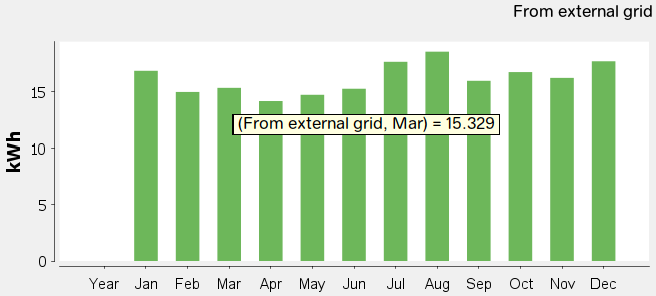 From external grid
kWh
15
10
5
0
(From external grid, Mar) = 15.329
Year Jan Feb Mar Apr May Jun Jul Aug Sep Oct Nov Dec